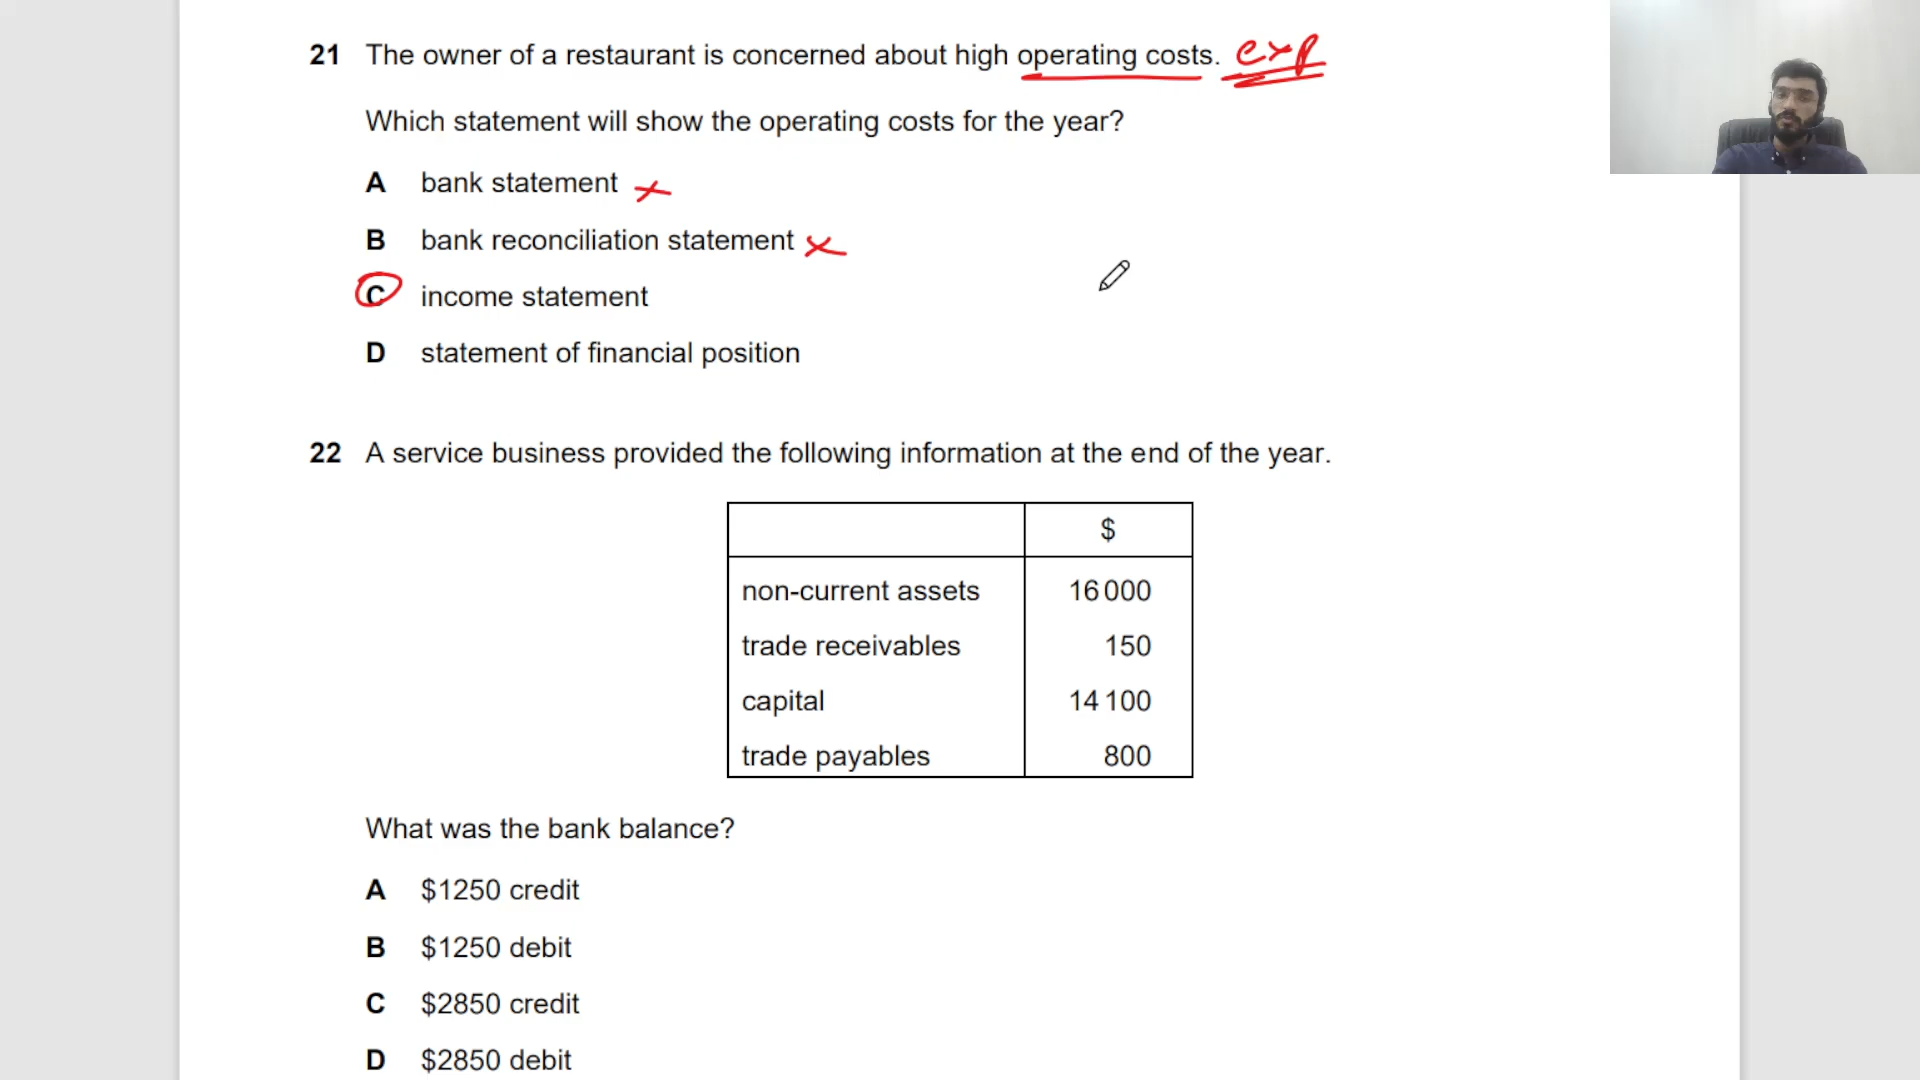 21 The owner of a restaurant is concerned about high operating costs. exp
Which statement will show the operating costs for the year?
A bank statement
B bank reconciliation statement
C income statement
D statement of financial position
22 A service business provided the following information at the end of the year.
$
non-current assets 16 000
trade receivables 150
capital 14 100
trade payables 800
What was the bank balance?
A $1250 credit
B $1250 debit
C $2850 credit
D $2850 debit